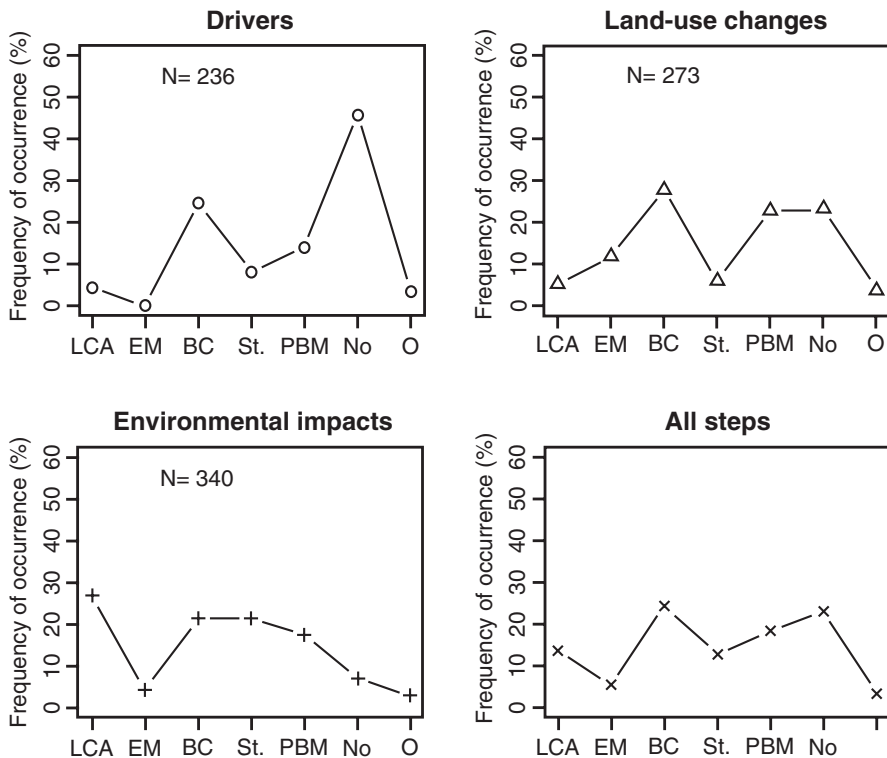 Drivers
Frequency of occurrence (%)
60
50
40
30
20
10
0
N= 236
LCA EM BC St. PBM No O
Land-use changes
Frequency of occurrence (%)
60
50
40
30
20
10
0
N= 273
LCA EM BC St. PBM No O
Environmental impacts
Frequency of occurrence (%)
60
50
40
30
20
10
0
N= 340
LCA EM BC St. PBM No O
All steps
Frequency of occurrence (%)
60
50
40
30
20
10
0
LCA EM BC St. PBM No O